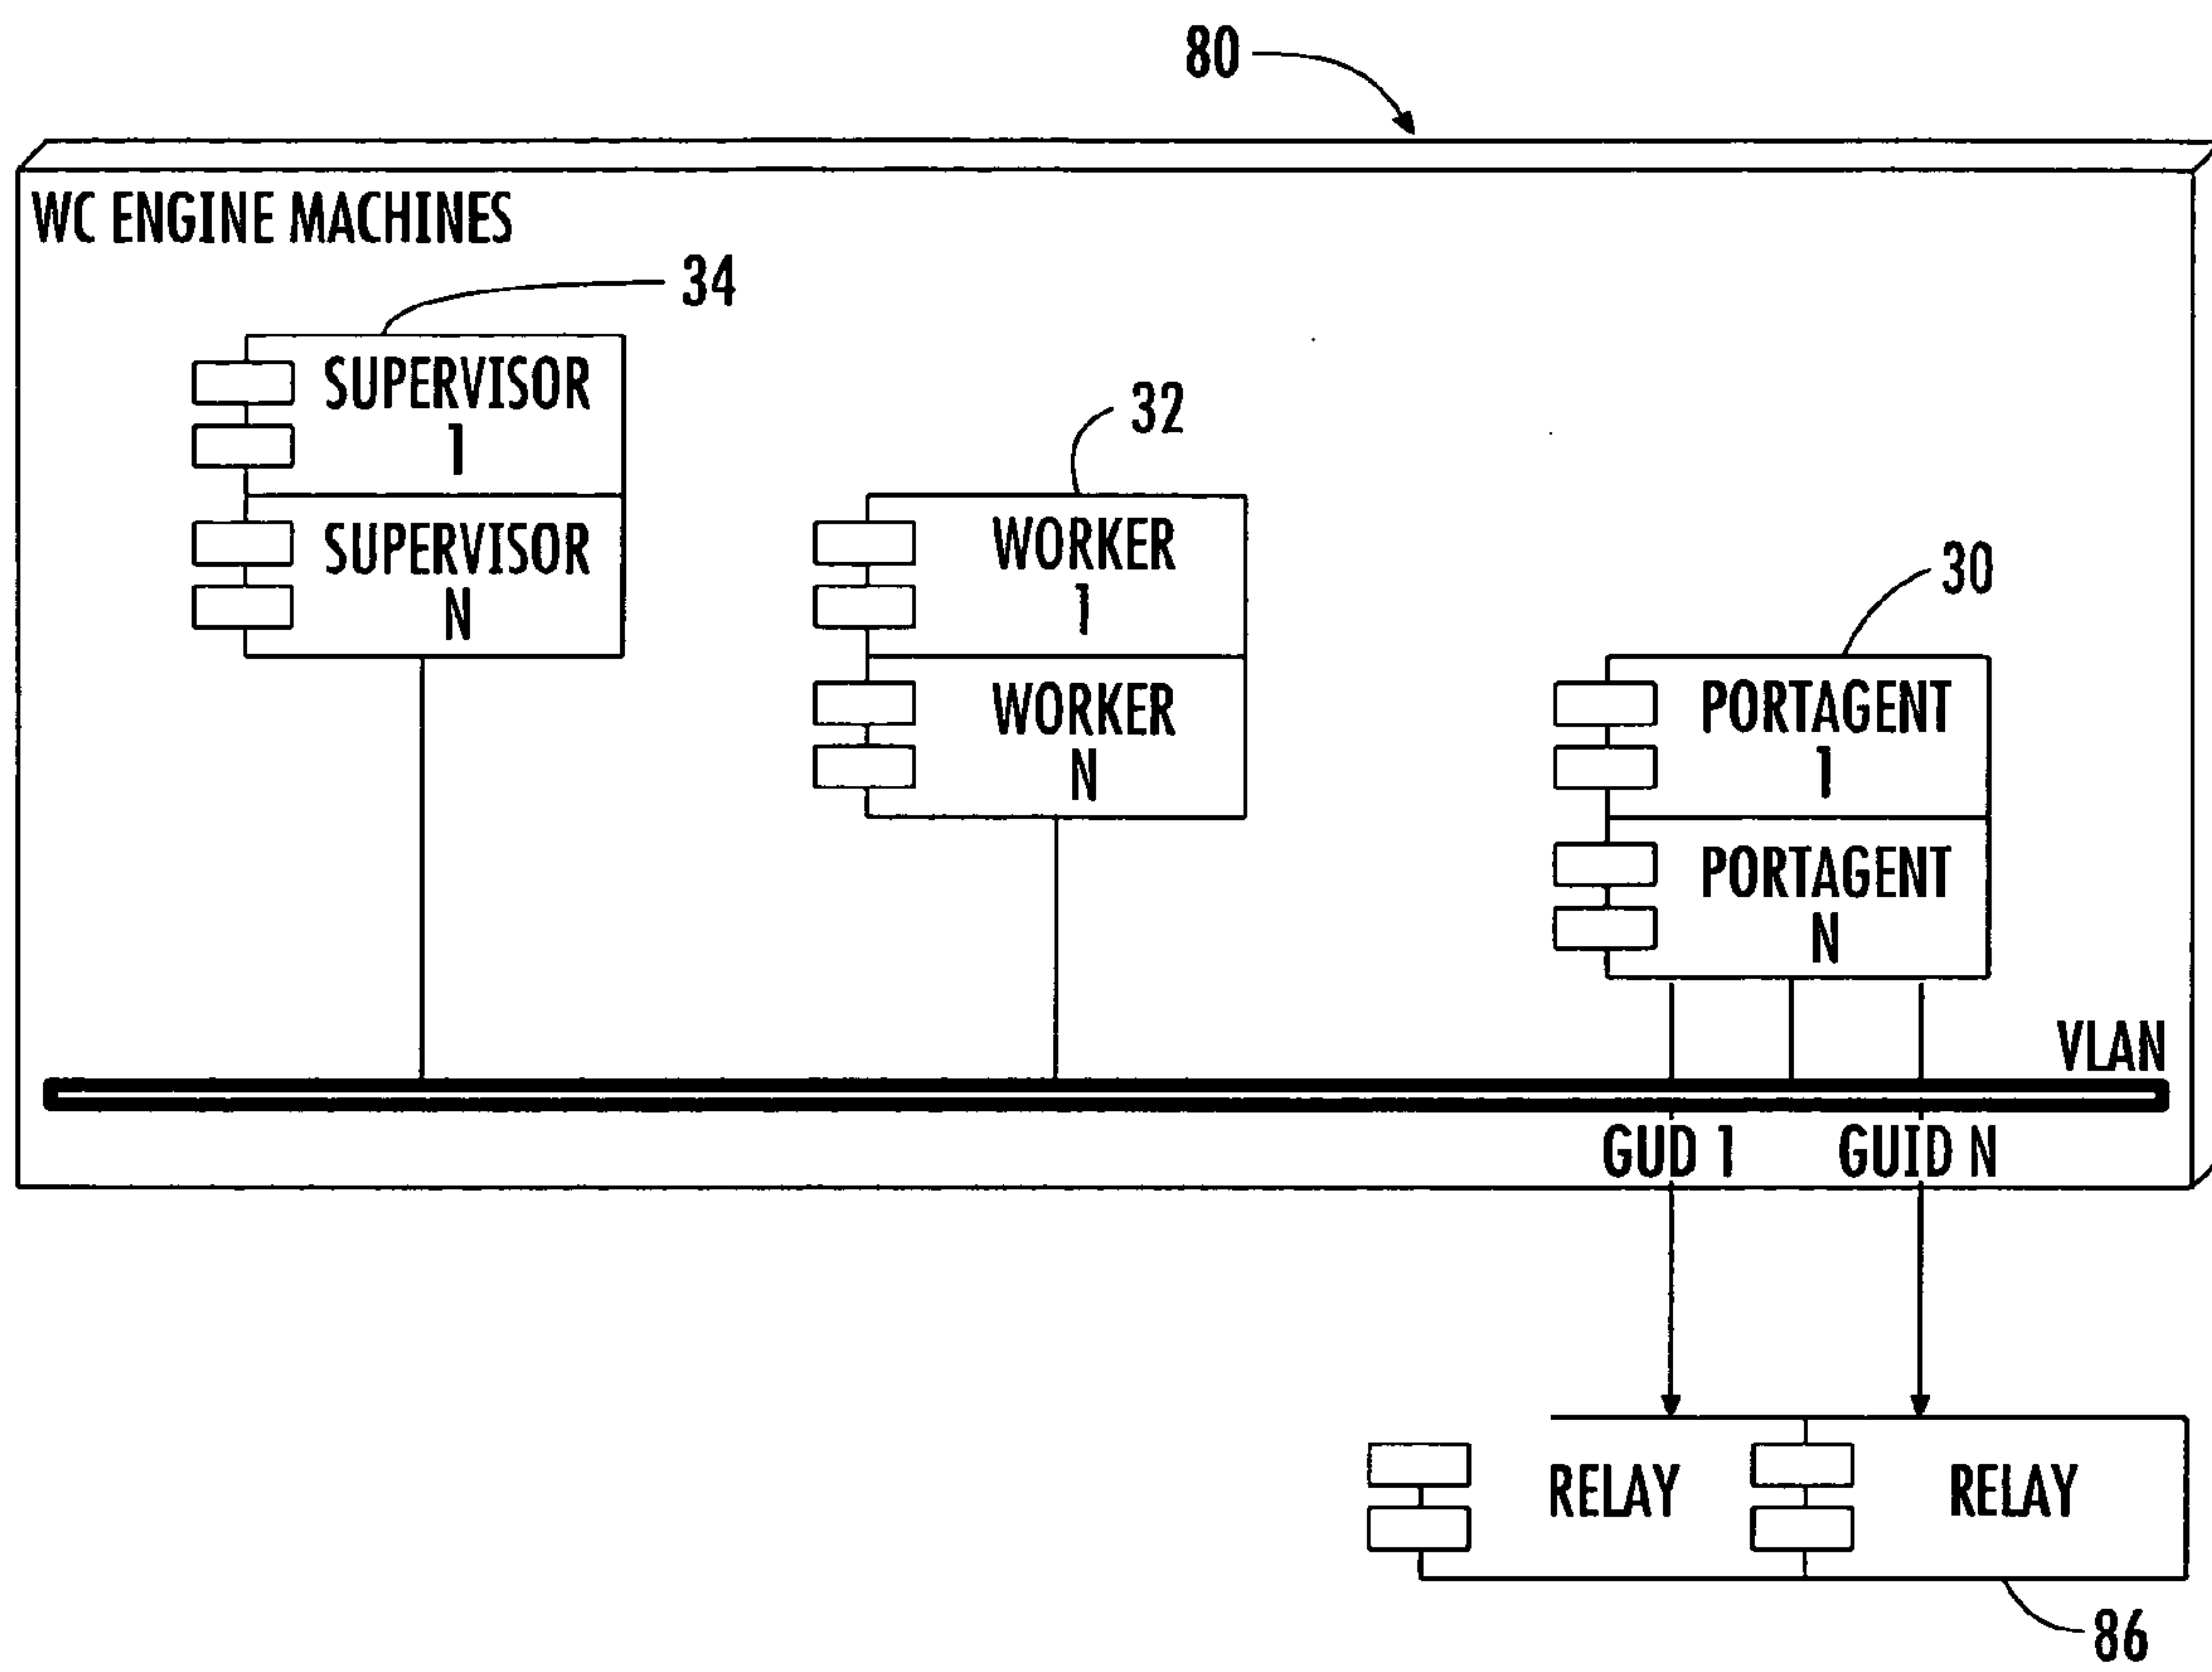 80
WC ENGINE MACHINES
34
SUPERVISOR
1
SUPERVISOR
N
32
WORKER
1
WORKER
N
30
PORTAGENT
1
PORTAGENT
N
VLAN
GUD 1
GUID N
RELAY
RELAY
86